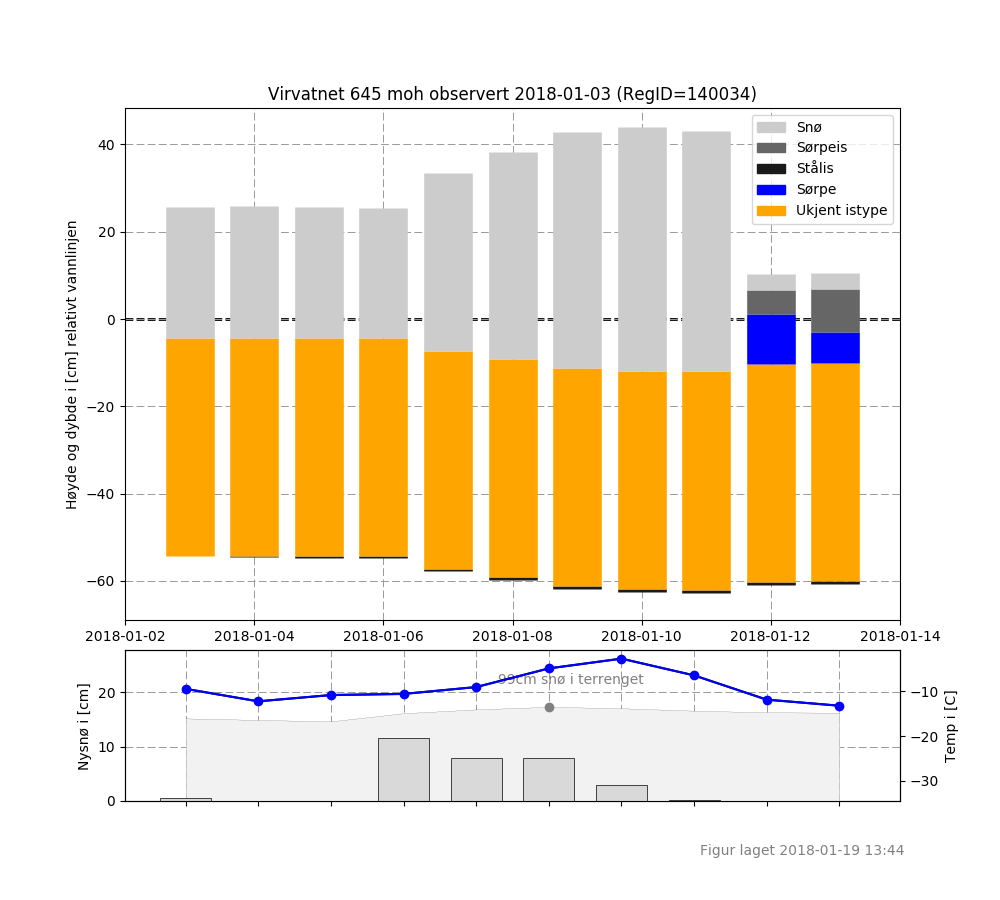 Virvatnet 645 moh observert 2018-01-03 (RegID=140034)
Høyde og dybde i [cm] relativt vannlinjen
40
20
0
−20
−40
−60
Snø
Sørpeis
Stålis
Sørpe
Ukjent istype
2018-01-02 2018-01-04 2018-01-06 2018-01-08 2018-01-10 2018-01-12 2018-01-14
Nysnø i [cm]
20
10
0
99cm snø i terrenget
−10
−20
−30
Temp i [C]
Figur laget 2018-01-19 13:44